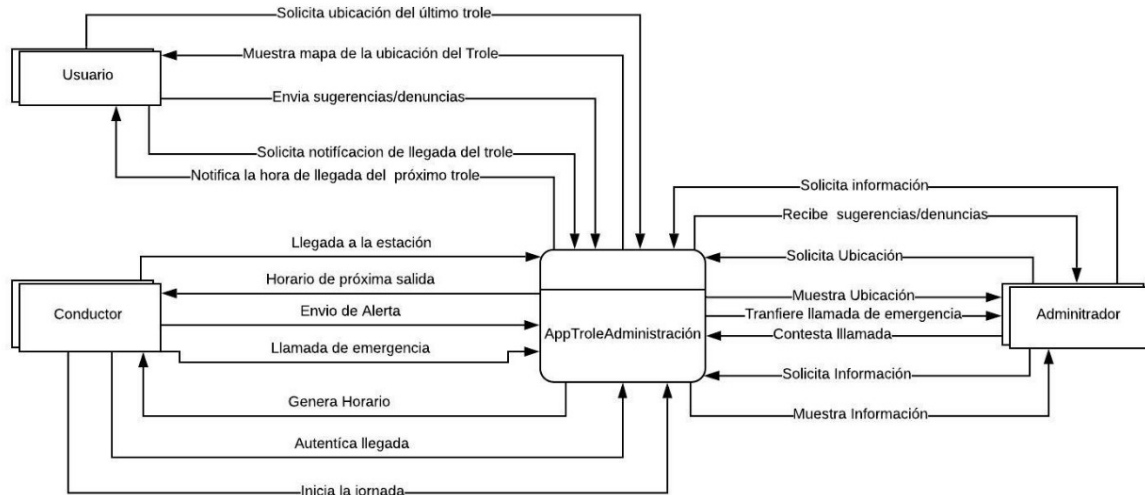 Solicita ubicación del último trole
Muestra mapa de la ubicación del Trole
Usuario
Envia sugerencias/denuncias
Solicita notifícacion de llegada del trole
Notifica la hora de llegada del próximo trole
Solicita información
Recibe sugerencias/denuncias
Llegada a la estación
Solicita Ubicación
Horario de próxima salida
Muestra Ubicación
Conductor
Envio de Alerta
Tranfiere llamada de emergencia
Adminitrador
AppTroleAdministración
Contesta lllamada
Llamada de emergencia
Solicita Información
Genera Horario
Muestra Información
Autentíca llegada
Inicia la jornada